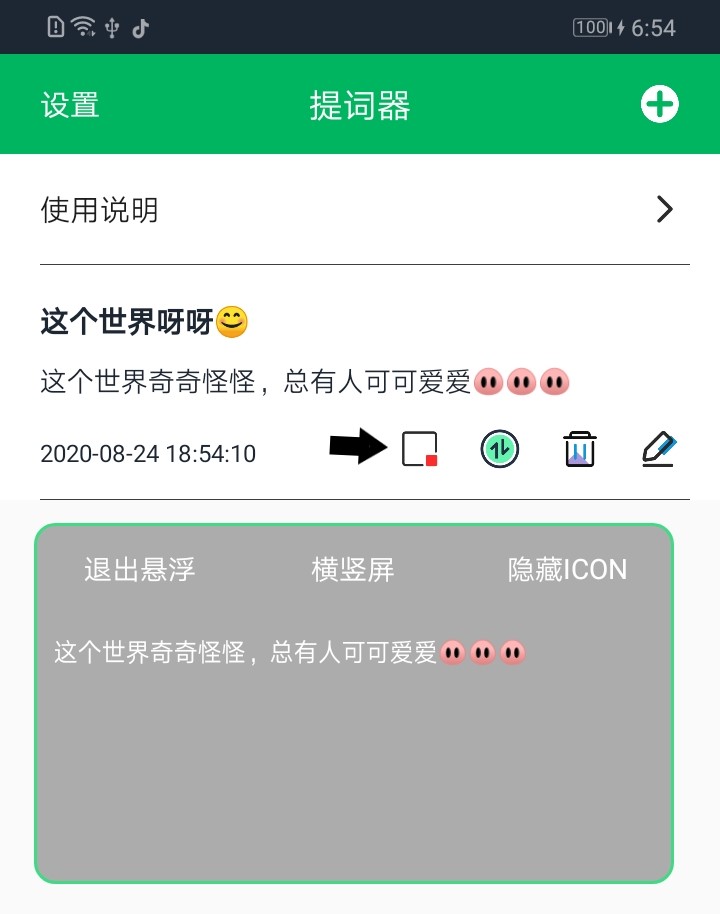 100 6:54
设置 提词器
使用说明
这个世界呀呀😊
这个世界奇奇怪怪，总有人可可爱爱🐽🐽🐽
2020-08-24 18:54:10
退出悬浮 横竖屏 隐藏ICON
这个世界奇奇怪怪，总有人可可爱爱🐽🐽🐽